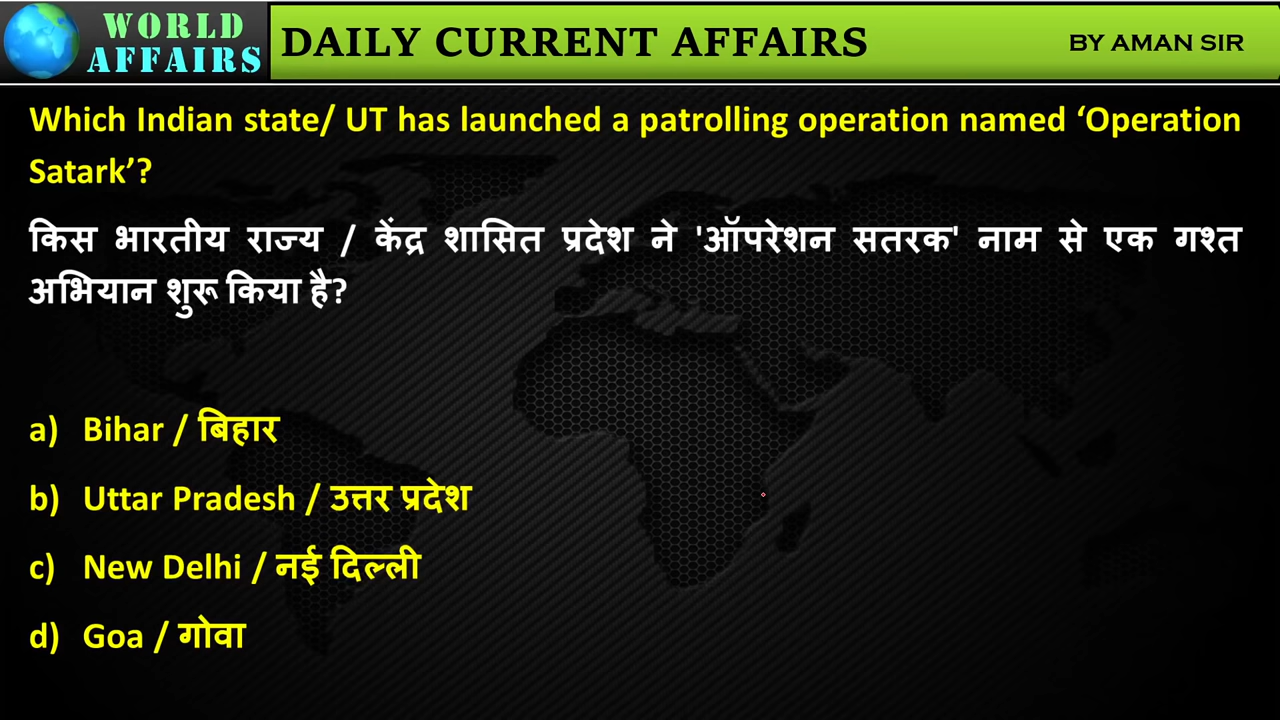 WORLD
AFFAIRS
DAILY CURRENT AFFAIRS
BY AMAN SIR
Which Indian state/ UT has launched a patrolling operation named ‘Operation
Satark’?
किस भारतीय राज्य / केंद्र शासित प्रदेश ने 'ऑपरेशन सतरक' नाम से एक गश्त
अभियान शुरू किया है?
a) Bihar / बिहार
b) Uttar Pradesh / उत्तर प्रदेश
c) New Delhi / नई दिल्ली
d) Goa / गोवा